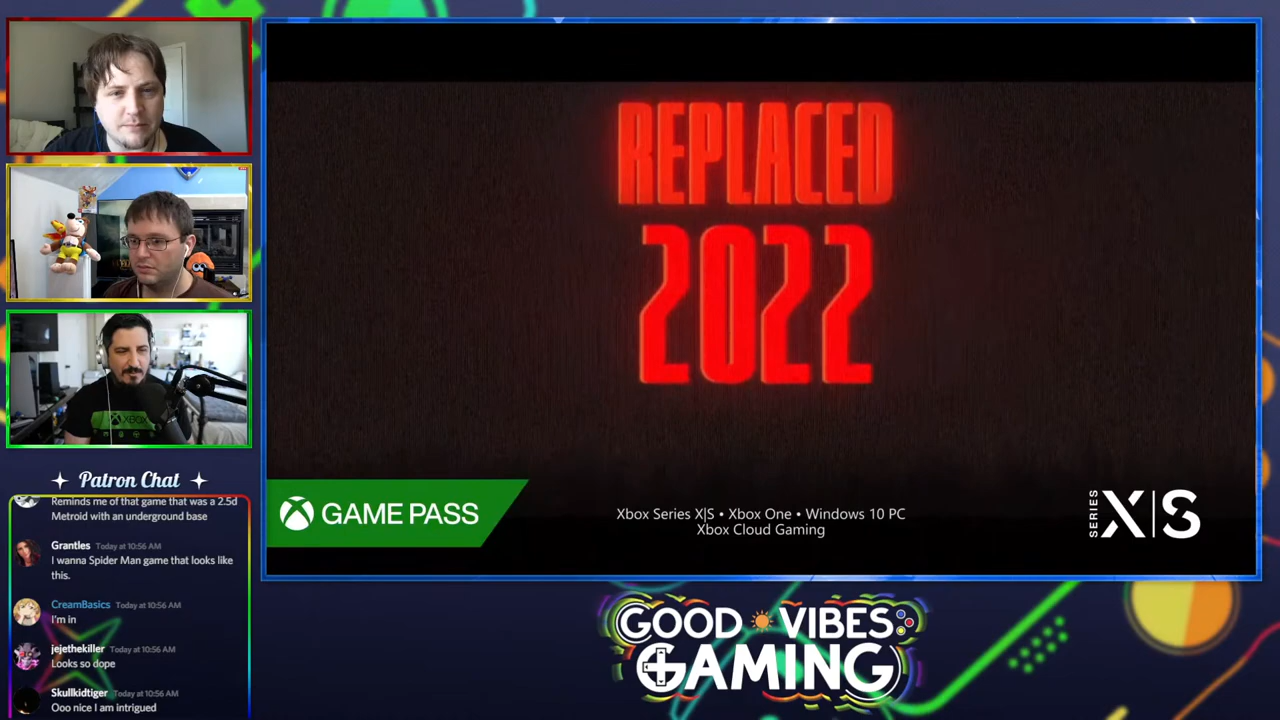 REPLACED
2022
XBOX GAME PASS
Xbox Series X|S • Xbox One • Windows 10 PC
Xbox Cloud Gaming
SERIES X|S
Patron Chat
Reminds me of that game that was a 2.5d
Metroid with an underground base
Grantles Today at 10:56 AM
I wanna Spider Man game that looks like
this.
CreamBasics Today at 10:56 AM
I'm in
jejethekiller Today at 10:56 AM
Looks so dope
Skullkidtiger Today at 10:56 AM
Ooo nice I am intrigued
GOOD VIBES
GAMING